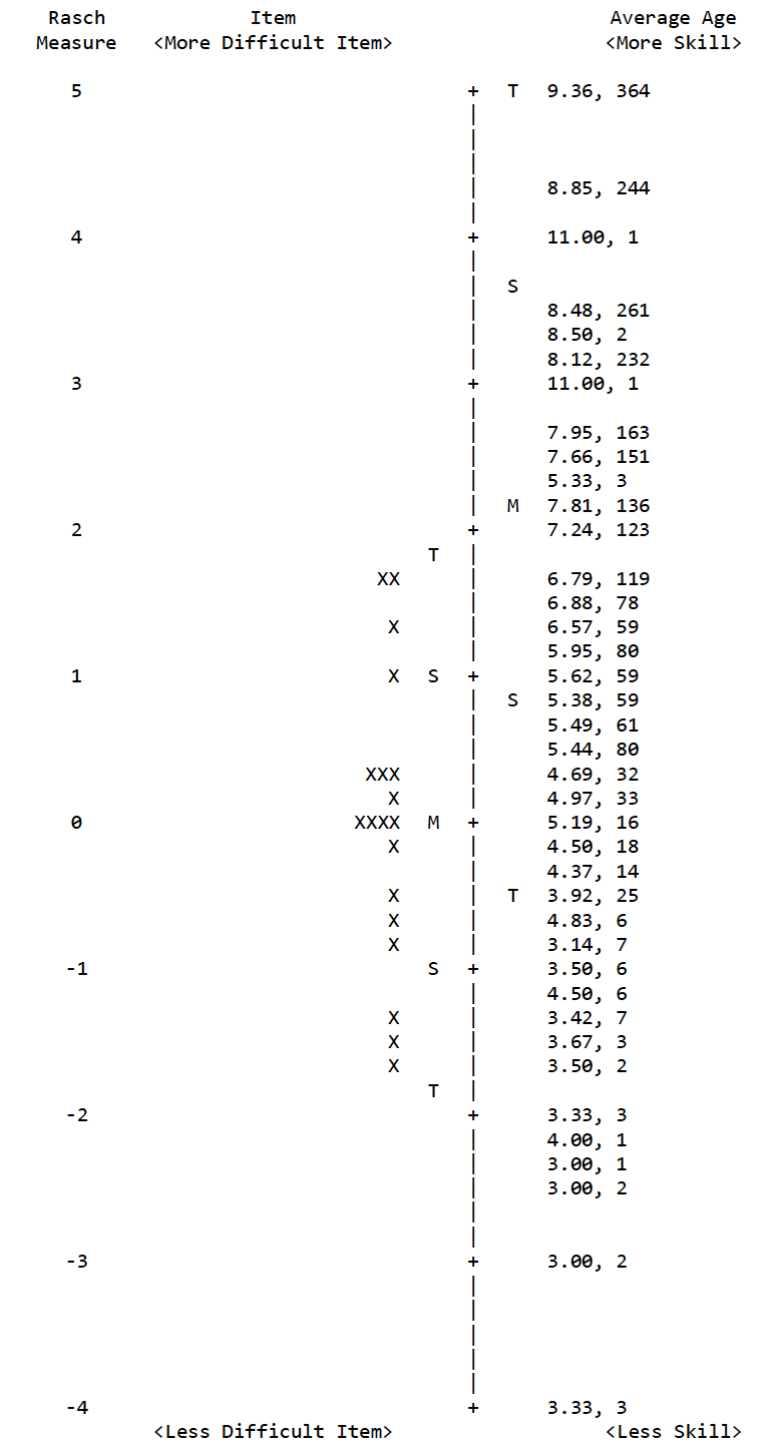 Rasch Item Average Age
Measure <More Difficult Item> <More Skill>
5 + T 9.36, 364
|
|
|
| 8.85, 244
|
4 + 11.00, 1
|
| S
| 8.48, 261
| 8.50, 2
| 8.12, 232
3 + 11.00, 1
|
| 7.95, 163
| 7.66, 151
| 5.33, 3
| M 7.81, 136
2 + 7.24, 123
T |
XX | 6.79, 119
| 6.88, 78
X | 6.57, 59
| 5.95, 80
1 X S + 5.62, 59
| S 5.38, 59
| 5.49, 61
| 5.44, 80
XXX | 4.69, 32
X | 4.97, 33
0 XXXX M + 5.19, 16
X | 4.50, 18
| 4.37, 14
X | T 3.92, 25
X | 4.83, 6
X | 3.14, 7
-1 S + 3.50, 6
| 4.50, 6
X | 3.42, 7
X | 3.67, 3
X | 3.50, 2
T |
-2 + 3.33, 3
| 4.00, 1
| 3.00, 1
| 3.00, 2
|
|
-3 + 3.00, 2
|
|
|
|
|
-4 + 3.33, 3
<Less Difficult Item> <Less Skill>